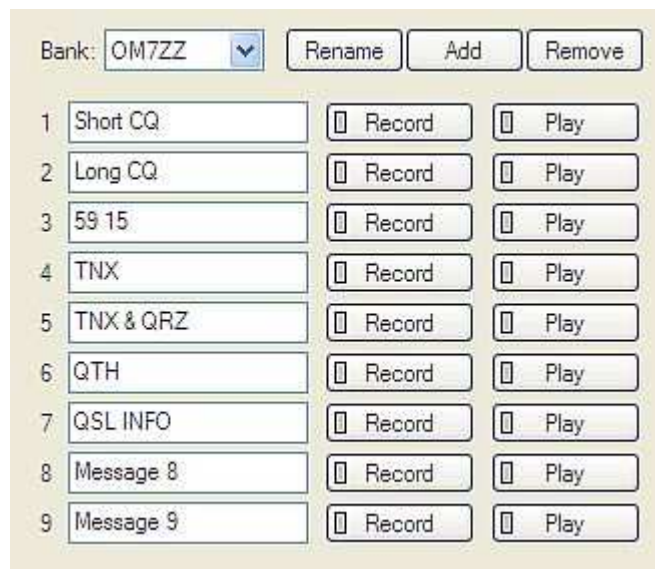 Bank: OM7ZZ Rename Add Remove
1 Short CQ Record Play
2 Long CQ Record Play
3 59 15 Record Play
4 TNX Record Play
5 TNX & QRZ Record Play
6 QTH Record Play
7 QSL INFO Record Play
8 Message 8 Record Play
9 Message 9 Record Play